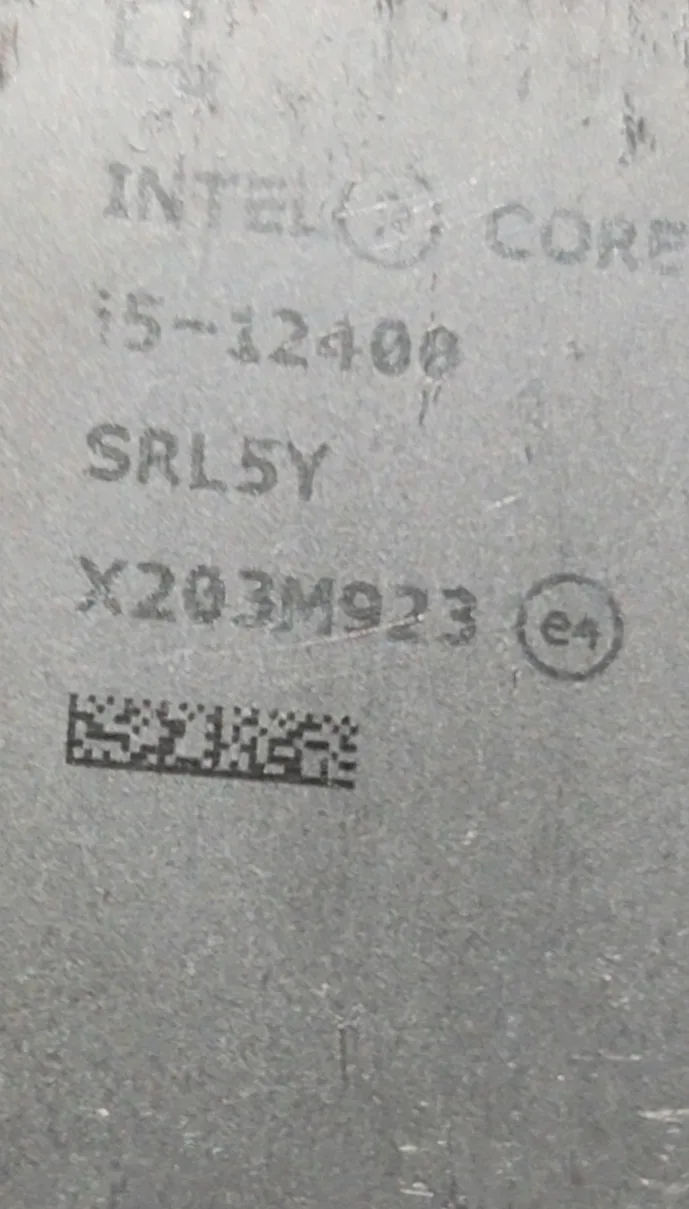 INTEL Ⓜ CORE
i5-12400
SRL5Y
X203M923 e4